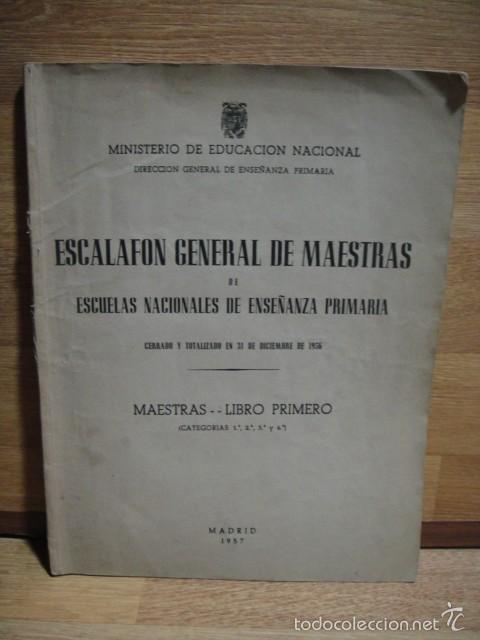 MINISTERIO DE EDUCACION NACIONAL
DIRECCION GENERAL DE ENSEÑANZA PRIMARIA
ESCALAFON GENERAL DE MAESTRAS
DE
ESCUELAS NACIONALES DE ENSEÑANZA PRIMARIA
CERRADO Y TOTALIZADO EN 31 DE DICIEMBRE DE 1956
MAESTRAS -- LIBRO PRIMERO
(CATEGORIAS 1.ª, 2.ª, 3.ª y 4.ª)
MADRID
1957
todocoleccion.net